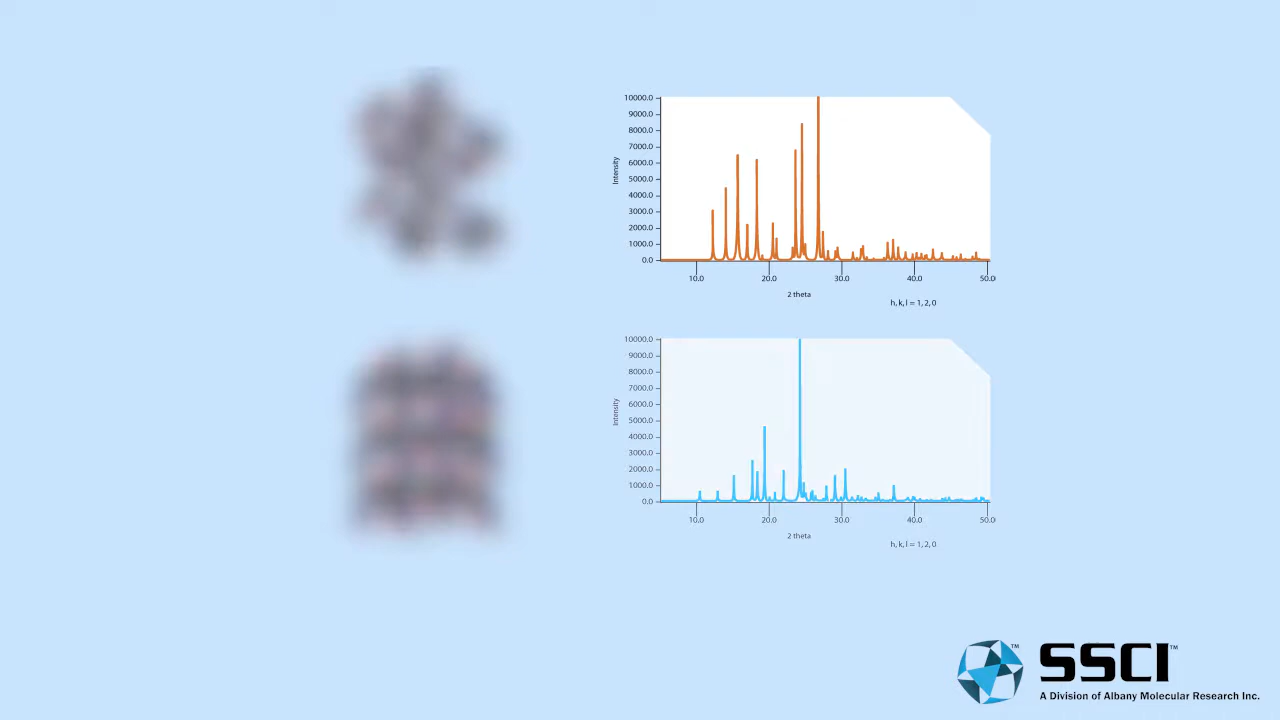 10000.0
9000.0
8000.0
7000.0
6000.0
5000.0
4000.0
3000.0
2000.0
1000.0
0.0
Intensity
10.0 20.0 30.0 40.0 50.0
2 theta
h, k, l = 1, 2, 0
10000.0
9000.0
8000.0
7000.0
6000.0
5000.0
4000.0
3000.0
2000.0
1000.0
0.0
Intensity
10.0 20.0 30.0 40.0 50.0
2 theta
h, k, l = 1, 2, 0
™ SSCI™
A Division of Albany Molecular Research Inc.